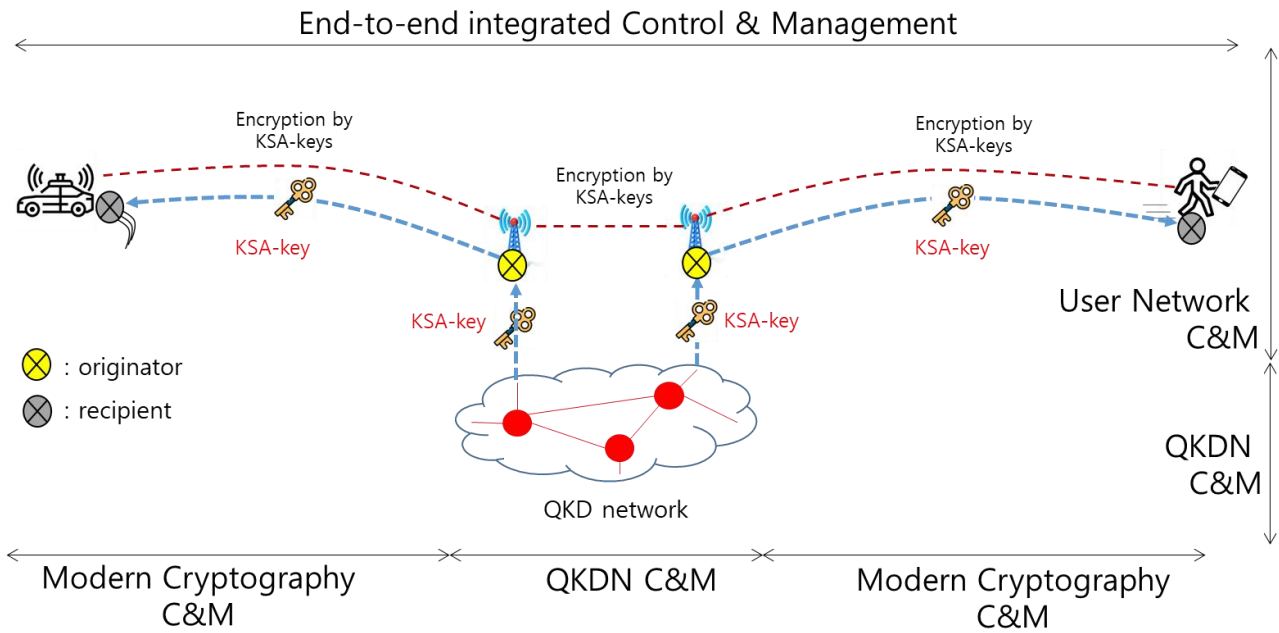 End-to-end integrated Control & Management
Encryption by
KSA-keys
Encryption by
KSA-keys
Encryption by
KSA-keys
KSA-key
KSA-key
KSA-key
KSA-key
User Network
C&M
: originator
: recipient
QKDN
C&M
QKD network
Modern Cryptography
C&M
QKDN C&M
Modern Cryptography
C&M